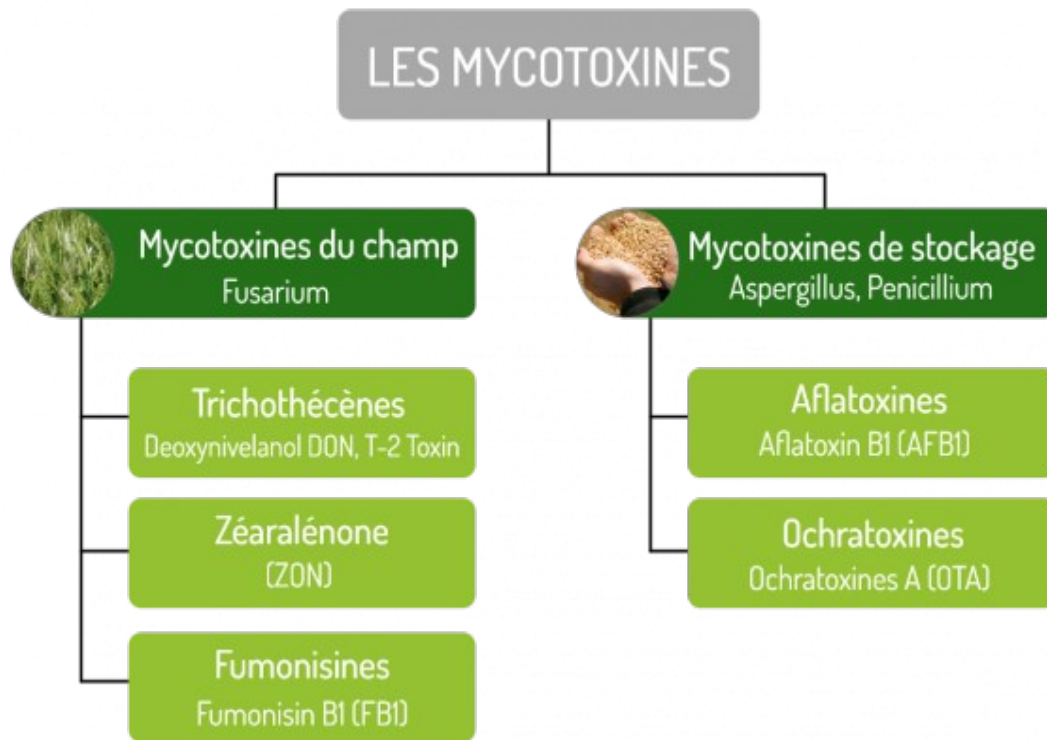 LES MYCOTOXINES
Mycotoxines du champ
Fusarium
Trichothécènes
Deoxynivelanol DON, T-2 Toxin
Zéaralénone
(ZON)
Fumonisines
Fumonisin B1 (FB1)
Mycotoxines de stockage
Aspergillus, Penicillium
Aflatoxines
Aflatoxin B1 (AFB1)
Ochratoxines
Ochratoxines A (OTA)